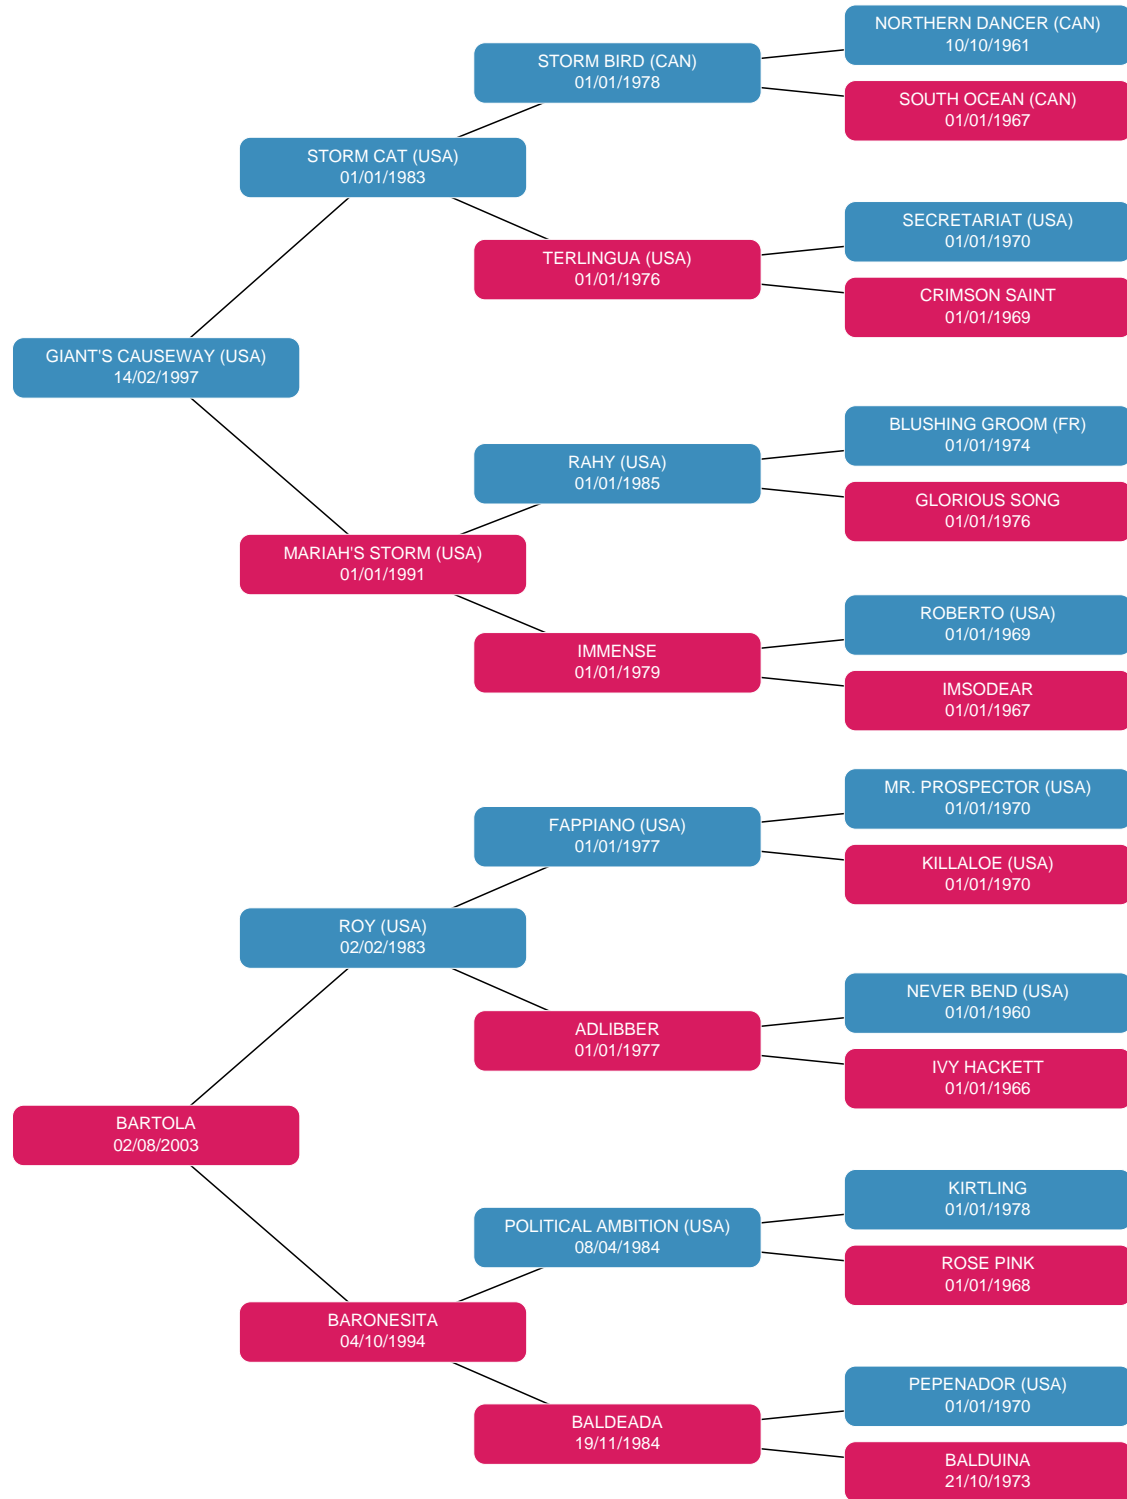 NORTHERN DANCER (CAN)
10/10/1961
STORM BIRD (CAN)
01/01/1978
SOUTH OCEAN (CAN)
01/01/1967
STORM CAT (USA)
01/01/1983
SECRETARIAT (USA)
01/01/1970
TERLINGUA (USA)
01/01/1976
CRIMSON SAINT
01/01/1969
GIANT'S CAUSEWAY (USA)
14/02/1997
BLUSHING GROOM (FR)
01/01/1974
RAHY (USA)
01/01/1985
GLORIOUS SONG
01/01/1976
MARIAH'S STORM (USA)
01/01/1991
ROBERTO (USA)
01/01/1969
IMMENSE
01/01/1979
IMSODEAR
01/01/1967
MR. PROSPECTOR (USA)
01/01/1970
FAPPIANO (USA)
01/01/1977
KILLALOE (USA)
01/01/1970
ROY (USA)
02/02/1983
NEVER BEND (USA)
01/01/1960
ADLIBBER
01/01/1977
IVY HACKETT
01/01/1966
BARTOLA
02/08/2003
KIRTLING
01/01/1978
POLITICAL AMBITION (USA)
08/04/1984
ROSE PINK
01/01/1968
BARONESITA
04/10/1994
PEPENADOR (USA)
01/01/1970
BALDEADA
19/11/1984
BALDUINA
21/10/1973